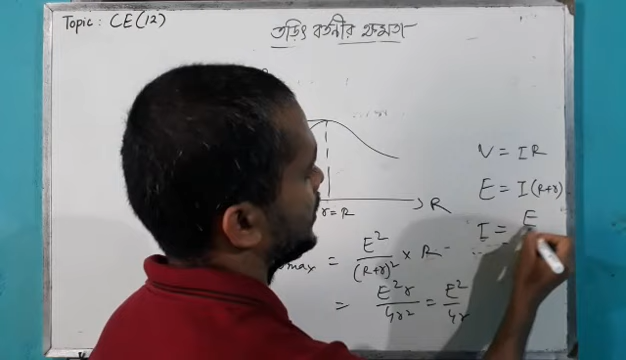 Topic: CE(12)
তড়িৎ বর্তনীর ক্ষমতা
V = IR
E = I(R+r)
I = E
r = R
R
max = E²/(R+r)² × R
= E²r/4r² = E²/4r